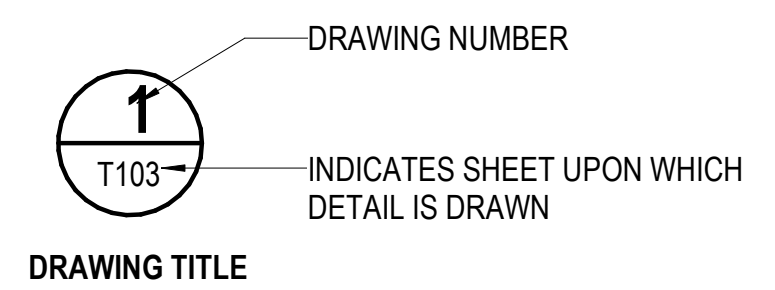 DRAWING NUMBER
1
T103
INDICATES SHEET UPON WHICH
DETAIL IS DRAWN
DRAWING TITLE